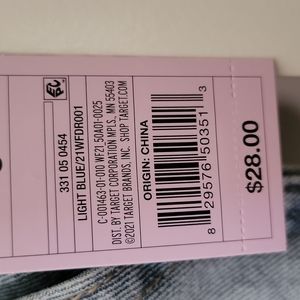 331 05 0454
LIGHT BLUE/21WFDR001
C-001463-01-010 WF21 50A01-0025
DIST. BY TARGET CORPORATION MPLS, MN 55403
©2021 TARGET BRANDS, INC. SHOP TARGET.COM
ORIGIN: CHINA
8 29576 50351 3
$28.00